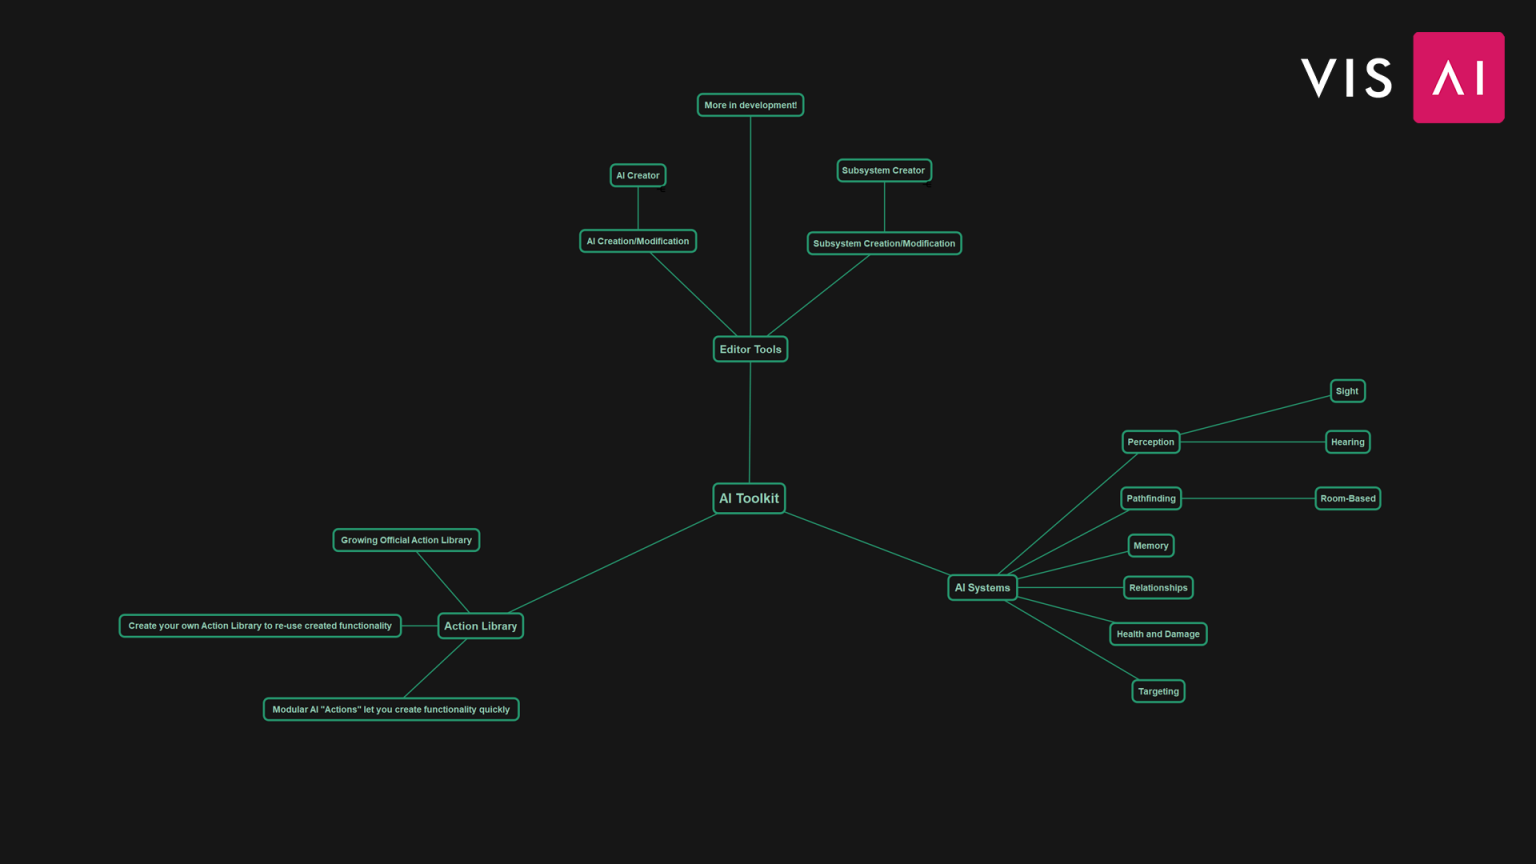 VIS AI
More in development!
AI Creator
Subsystem Creator
AI Creation/Modification
Subsystem Creation/Modification
Editor Tools
Sight
Perception
Hearing
AI Toolkit
Pathfinding
Room-Based
Growing Official Action Library
Memory
AI Systems
Relationships
Create your own Action Library to re-use created functionality
Action Library
Health and Damage
Targeting
Modular AI "Actions" let you create functionality quickly